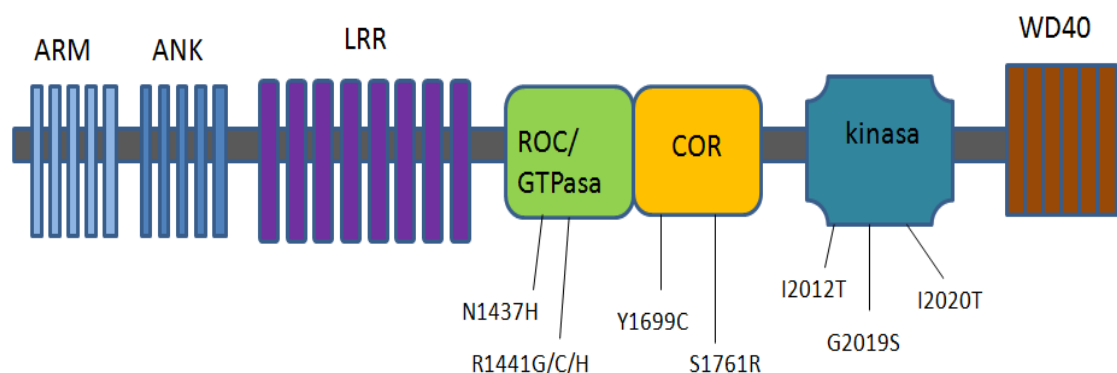 ARM
ANK
LRR
WD40
ROC/
GTPasa
COR
kinasa
N1437H
R1441G/C/H
Y1699C
S1761R
I2012T
G2019S
I2020T